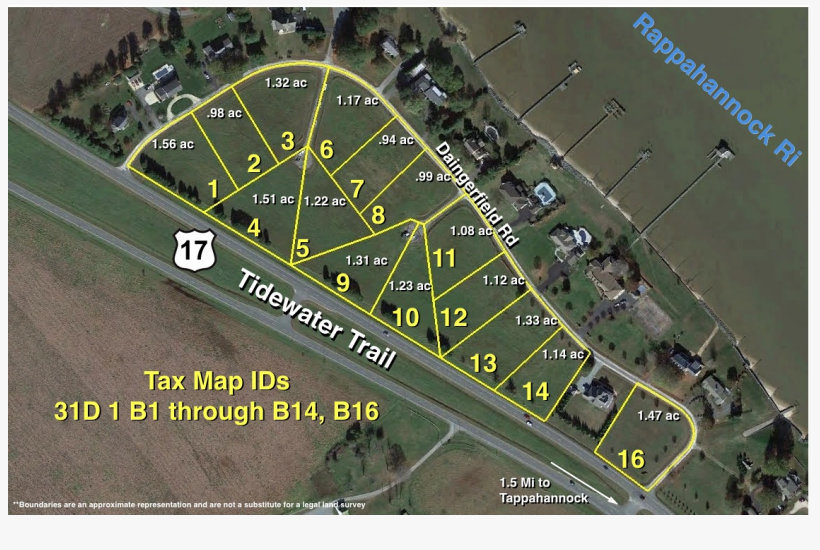 Rappahannock Ri
1.32 ac
1.17 ac
.98 ac
.94 ac
1.56 ac
3
6
.99 ac
Daingerfield Rd
2
7
1
1.51 ac
1.22 ac
8
4
1.08 ac
17
5
1.31 ac
11
9
1.23 ac
1.12 ac
Tidewater Trail
10
12
1.33 ac
13
1.14 ac
Tax Map IDs
14
31D 1 B1 through B14, B16
1.47 ac
16
1.5 Mi to
Tappahannock
**Boundaries are an approximate representation and are not a substitute for a legal land survey